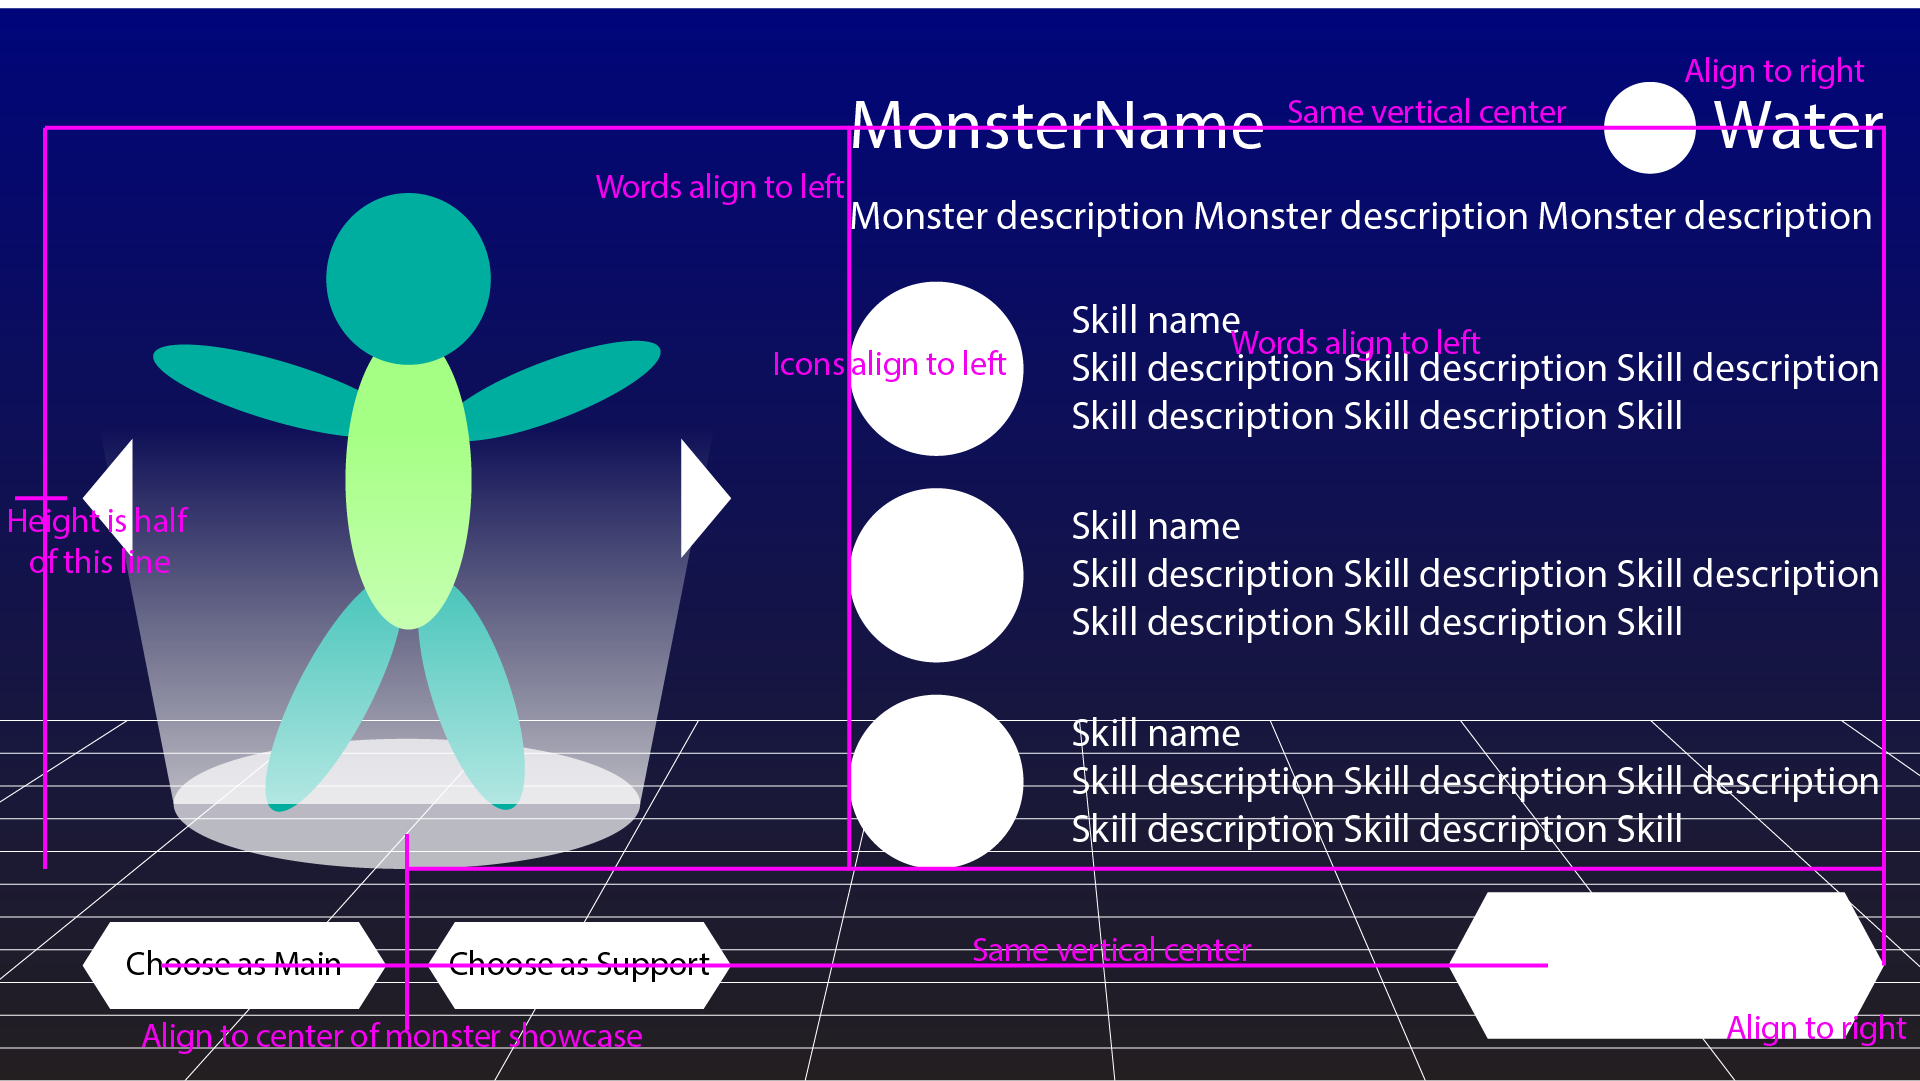 Align to right
MonsterName
Same vertical center
Water
Words align to left
Monster description Monster description Monster description
Skill name
Words align to left
Icons align to left
Skill description Skill description Skill description
Skill description Skill description Skill
Height is half
of this line
Skill name
Skill description Skill description Skill description
Skill description Skill description Skill
Skill name
Skill description Skill description Skill description
Skill description Skill description Skill
Choose as Main
Choose as Support
Same vertical center
Align to center of monster showcase
Align to right